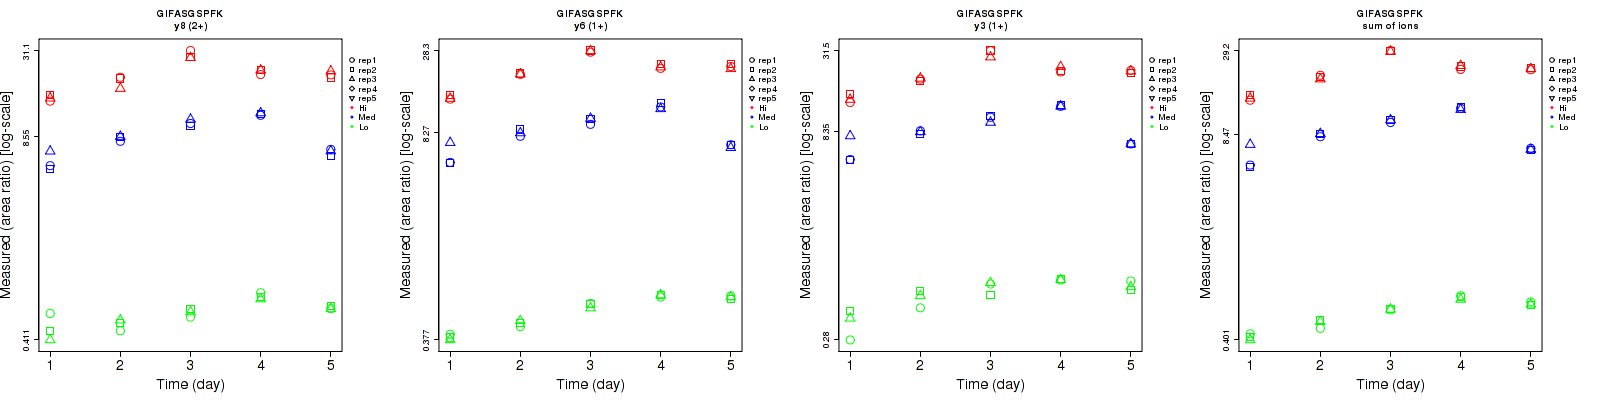 GIFASGSPFK
y8 (2+)
Measured (area ratio) [log-scale]
31.1
8.55
0.411
1 2 3 4 5
Time (day)
rep1
rep2
rep3
rep4
rep5
Hi
Med
Lo
GIFASGSPFK
y6 (1+)
Measured (area ratio) [log-scale]
28.3
8.27
0.377
1 2 3 4 5
Time (day)
rep1
rep2
rep3
rep4
rep5
Hi
Med
Lo
GIFASGSPFK
y3 (1+)
Measured (area ratio) [log-scale]
31.5
8.35
0.28
1 2 3 4 5
Time (day)
rep1
rep2
rep3
rep4
rep5
Hi
Med
Lo
GIFASGSPFK
sum of ions
Measured (area ratio) [log-scale]
29.2
8.47
0.401
1 2 3 4 5
Time (day)
rep1
rep2
rep3
rep4
rep5
Hi
Med
Lo